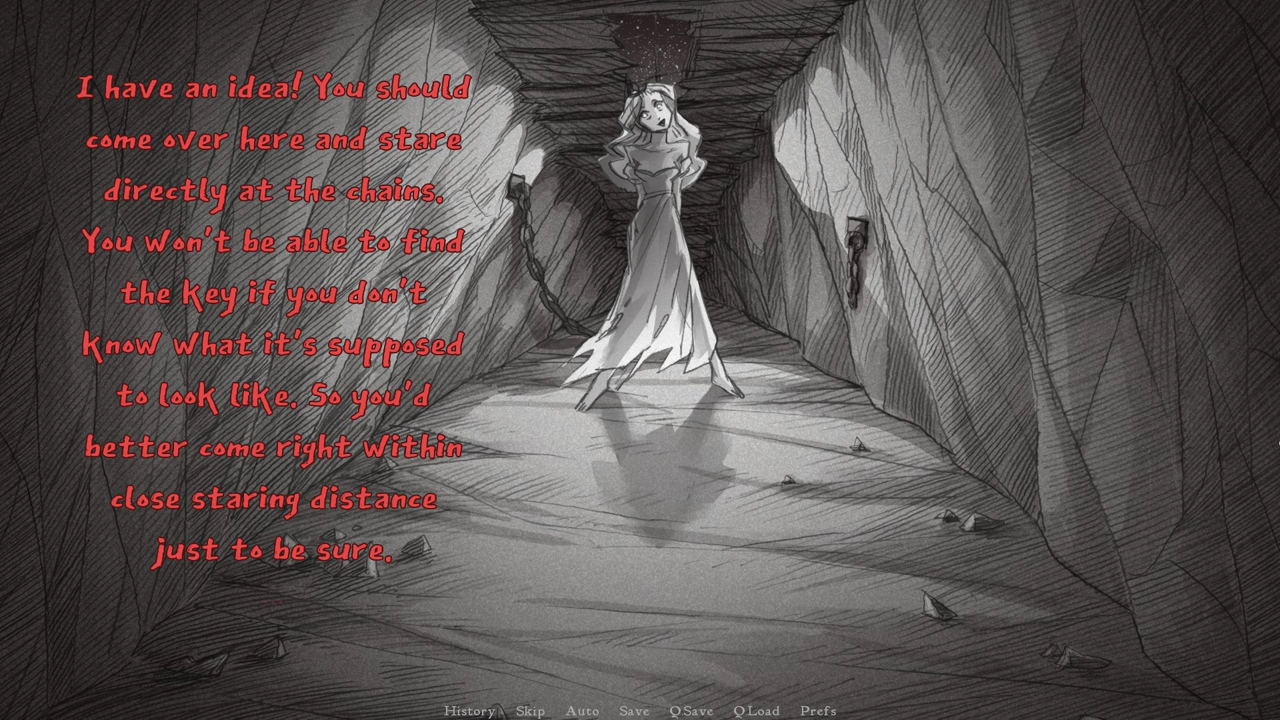 I have an idea! You should
come over here and stare
directly at the chains.
You won't be able to find
the key if you don't
know what it's supposed
to look like. So you'd
better come right within
close staring distance
just to be sure.
History Skip Auto Save Q.Save Q.Load Prefs